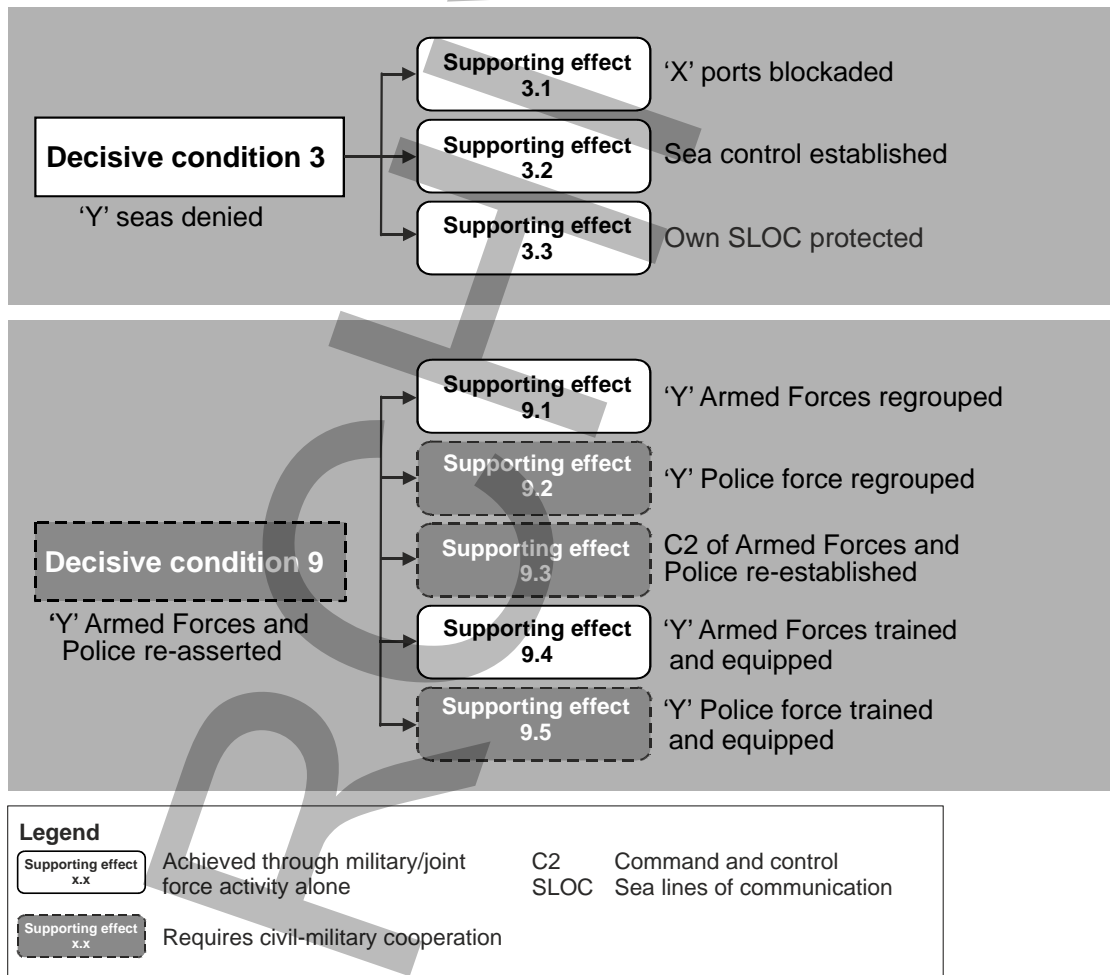 Decisive condition 3
‘Y’ seas denied
Supporting effect
3.1
‘X’ ports blockaded
Supporting effect
3.2
Sea control established
Supporting effect
3.3
Own SLOC protected
Decisive condition 9
‘Y’ Armed Forces and
Police re-asserted
Supporting effect
9.1
‘Y’ Armed Forces regrouped
Supporting effect
9.2
‘Y’ Police force regrouped
Supporting effect
9.3
C2 of Armed Forces and
Police re-established
Supporting effect
9.4
‘Y’ Armed Forces trained
and equipped
Supporting effect
9.5
‘Y’ Police force trained
and equipped
Legend
Supporting effect
x.x
Achieved through military/joint
force activity alone
Supporting effect
x.x
Requires civil-military cooperation
C2 Command and control
SLOC Sea lines of communication